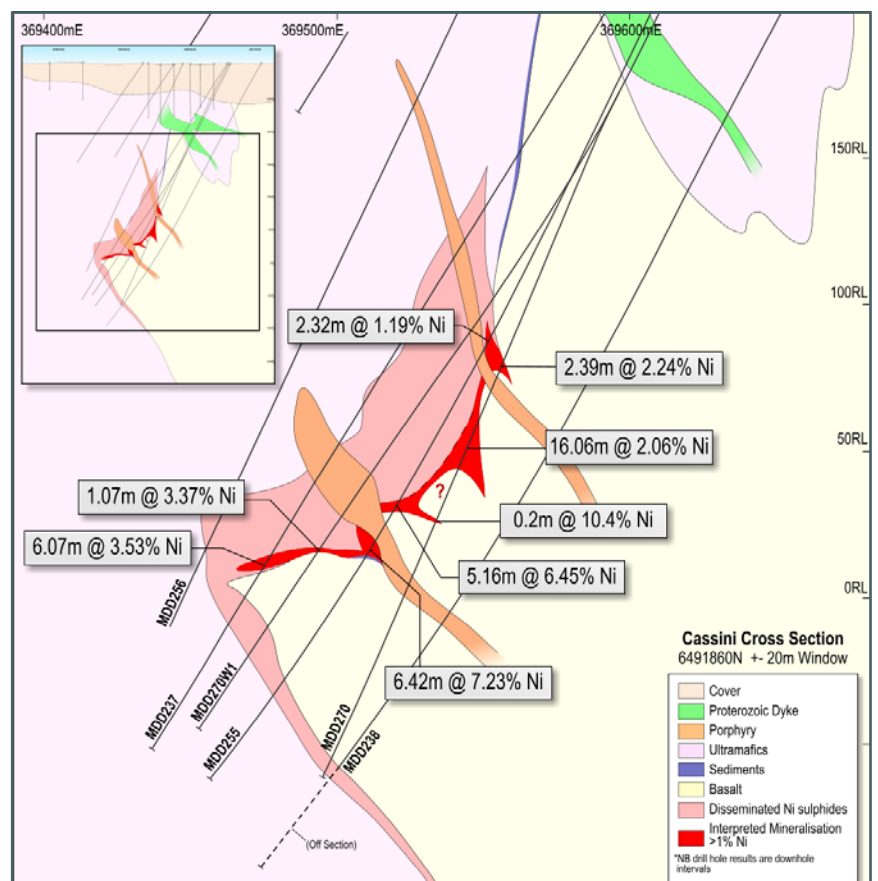 369400mE
369500mE
369600mE
150RL
100RL
2.32m @ 1.19% Ni
2.39m @ 2.24% Ni
50RL
16.06m @ 2.06% Ni
?
1.07m @ 3.37% Ni
0.2m @ 10.4% Ni
6.07m @ 3.53% Ni
5.16m @ 6.45% Ni
0RL
MDD256
6.42m @ 7.23% Ni
MDD237
MDD270W1
MDD255
MDD270
MDD238
(Off Section)
Cassini Cross Section
6491860N +- 20m Window
Cover
Proterozoic Dyke
Porphyry
Ultramafics
Sediments
Basalt
Disseminated Ni sulphides
Interpreted Mineralisation
>1% Ni
*NB drill hole results are downhole
intervals